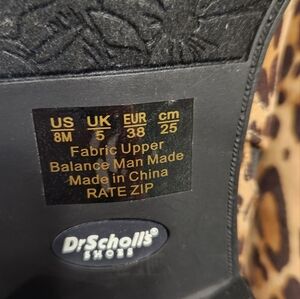 US UK EUR cm
8M 5 38 25
Fabric Upper
Balance Man Made
Made in China
RATE ZIP
DrScholl's
SHOES